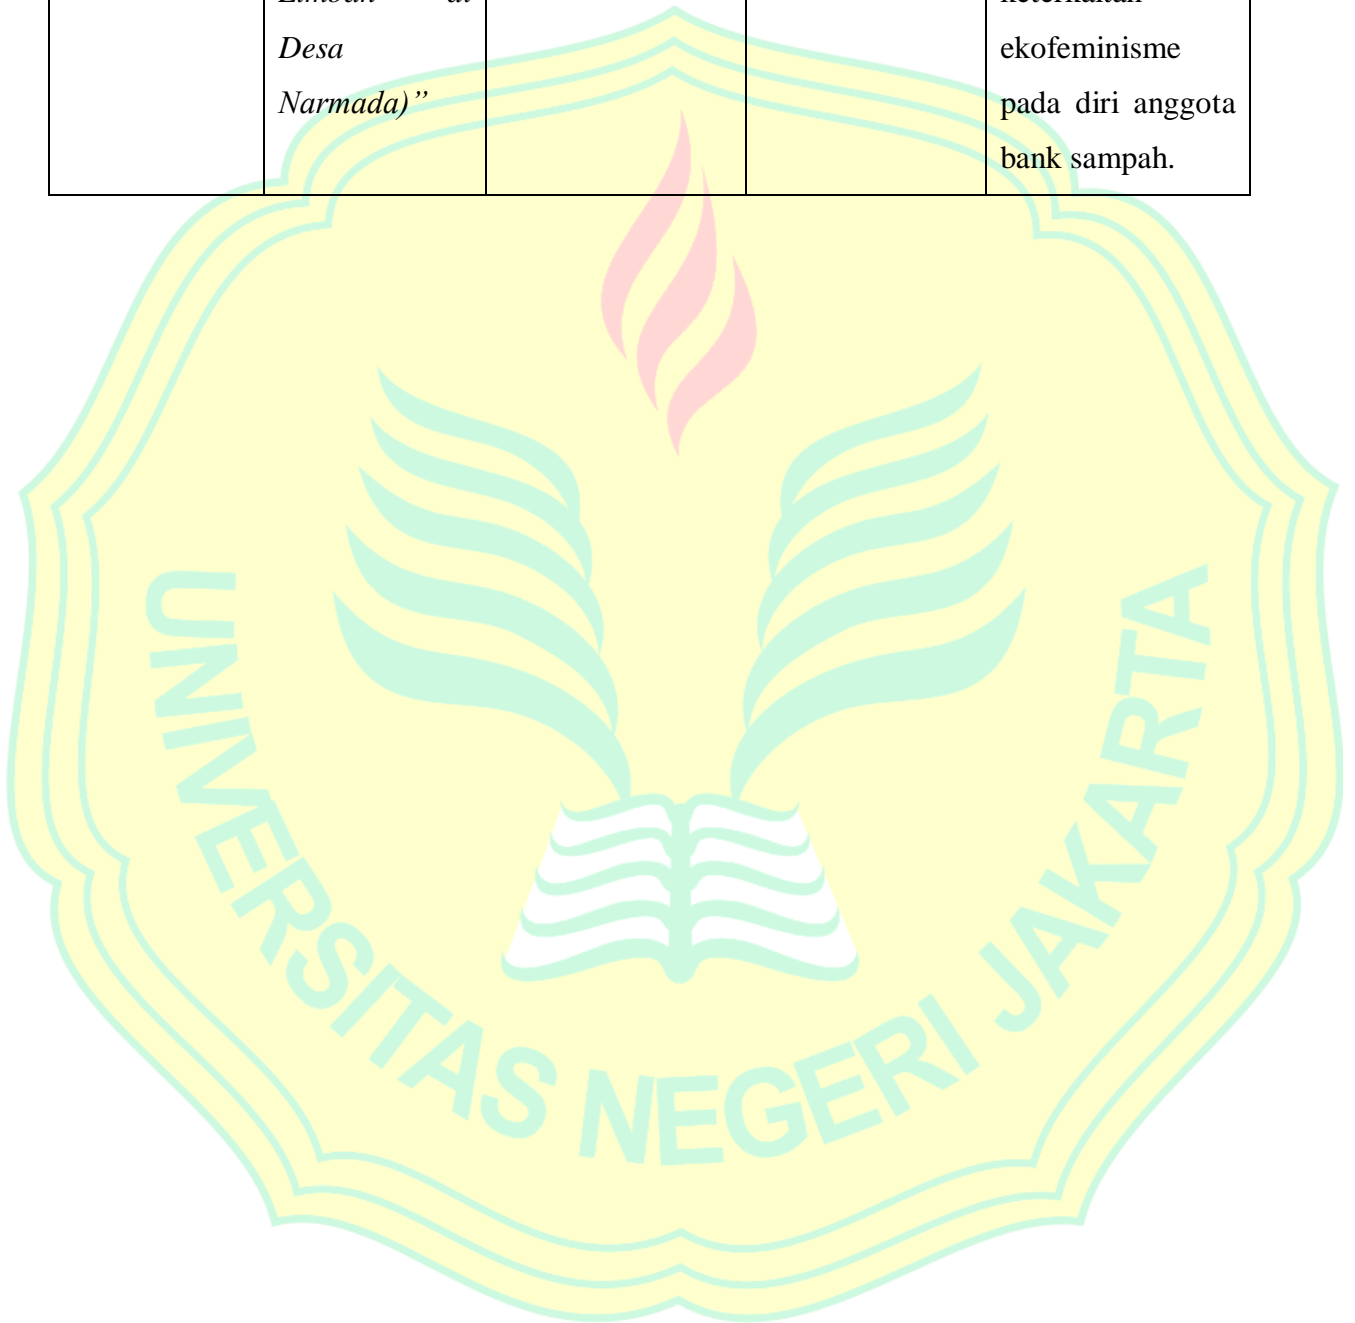 Desa
Narmada)”
ekofeminisme
pada diri anggota
bank sampah.
UNIVERSITAS NEGERI JAKARTA